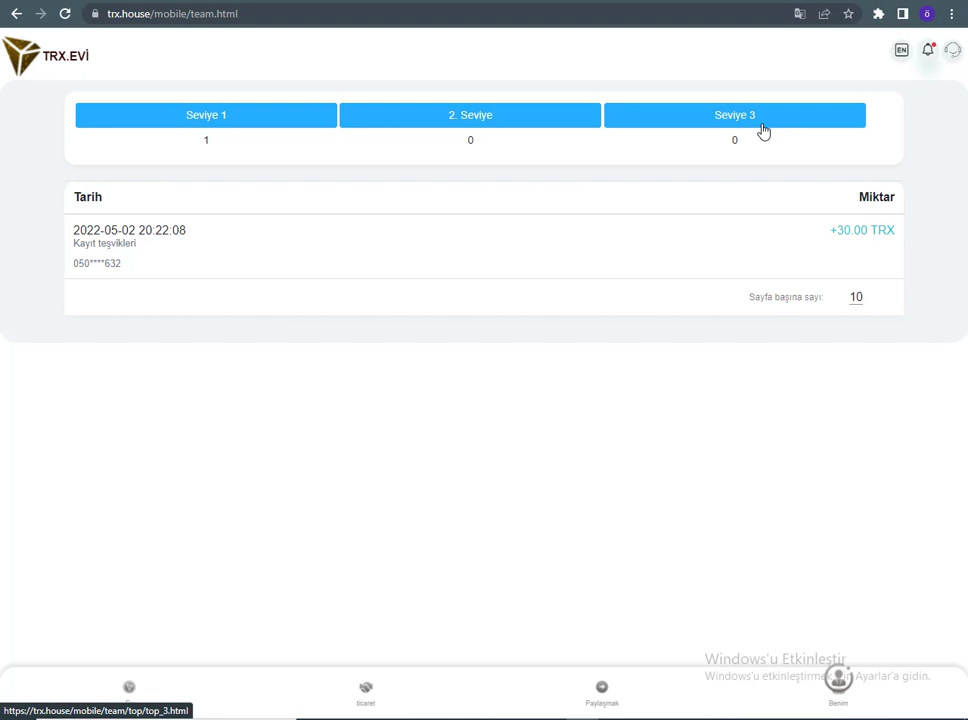 trx.house/mobile/team.html
TRX.EVİ
EN
Seviye 1
2. Seviye
Seviye 3
1
0
0
Tarih
Miktar
2022-05-02 20:22:08
+30.00 TRX
Kayıt teşvikleri
050****632
Sayfa başına sayı:
10
Windows'u Etkinleştir
Windows'u etkinleştirmek için Ayarlar'a gidin.
ticaret
Paylaşmak
Benim
https://trx.house/mobile/team/top/top_3.html